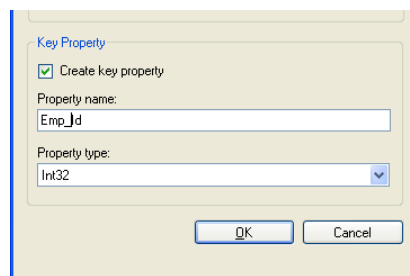 Key Property
Create key property
Property name:
Emp_Id
Property type:
Int32
OK
Cancel